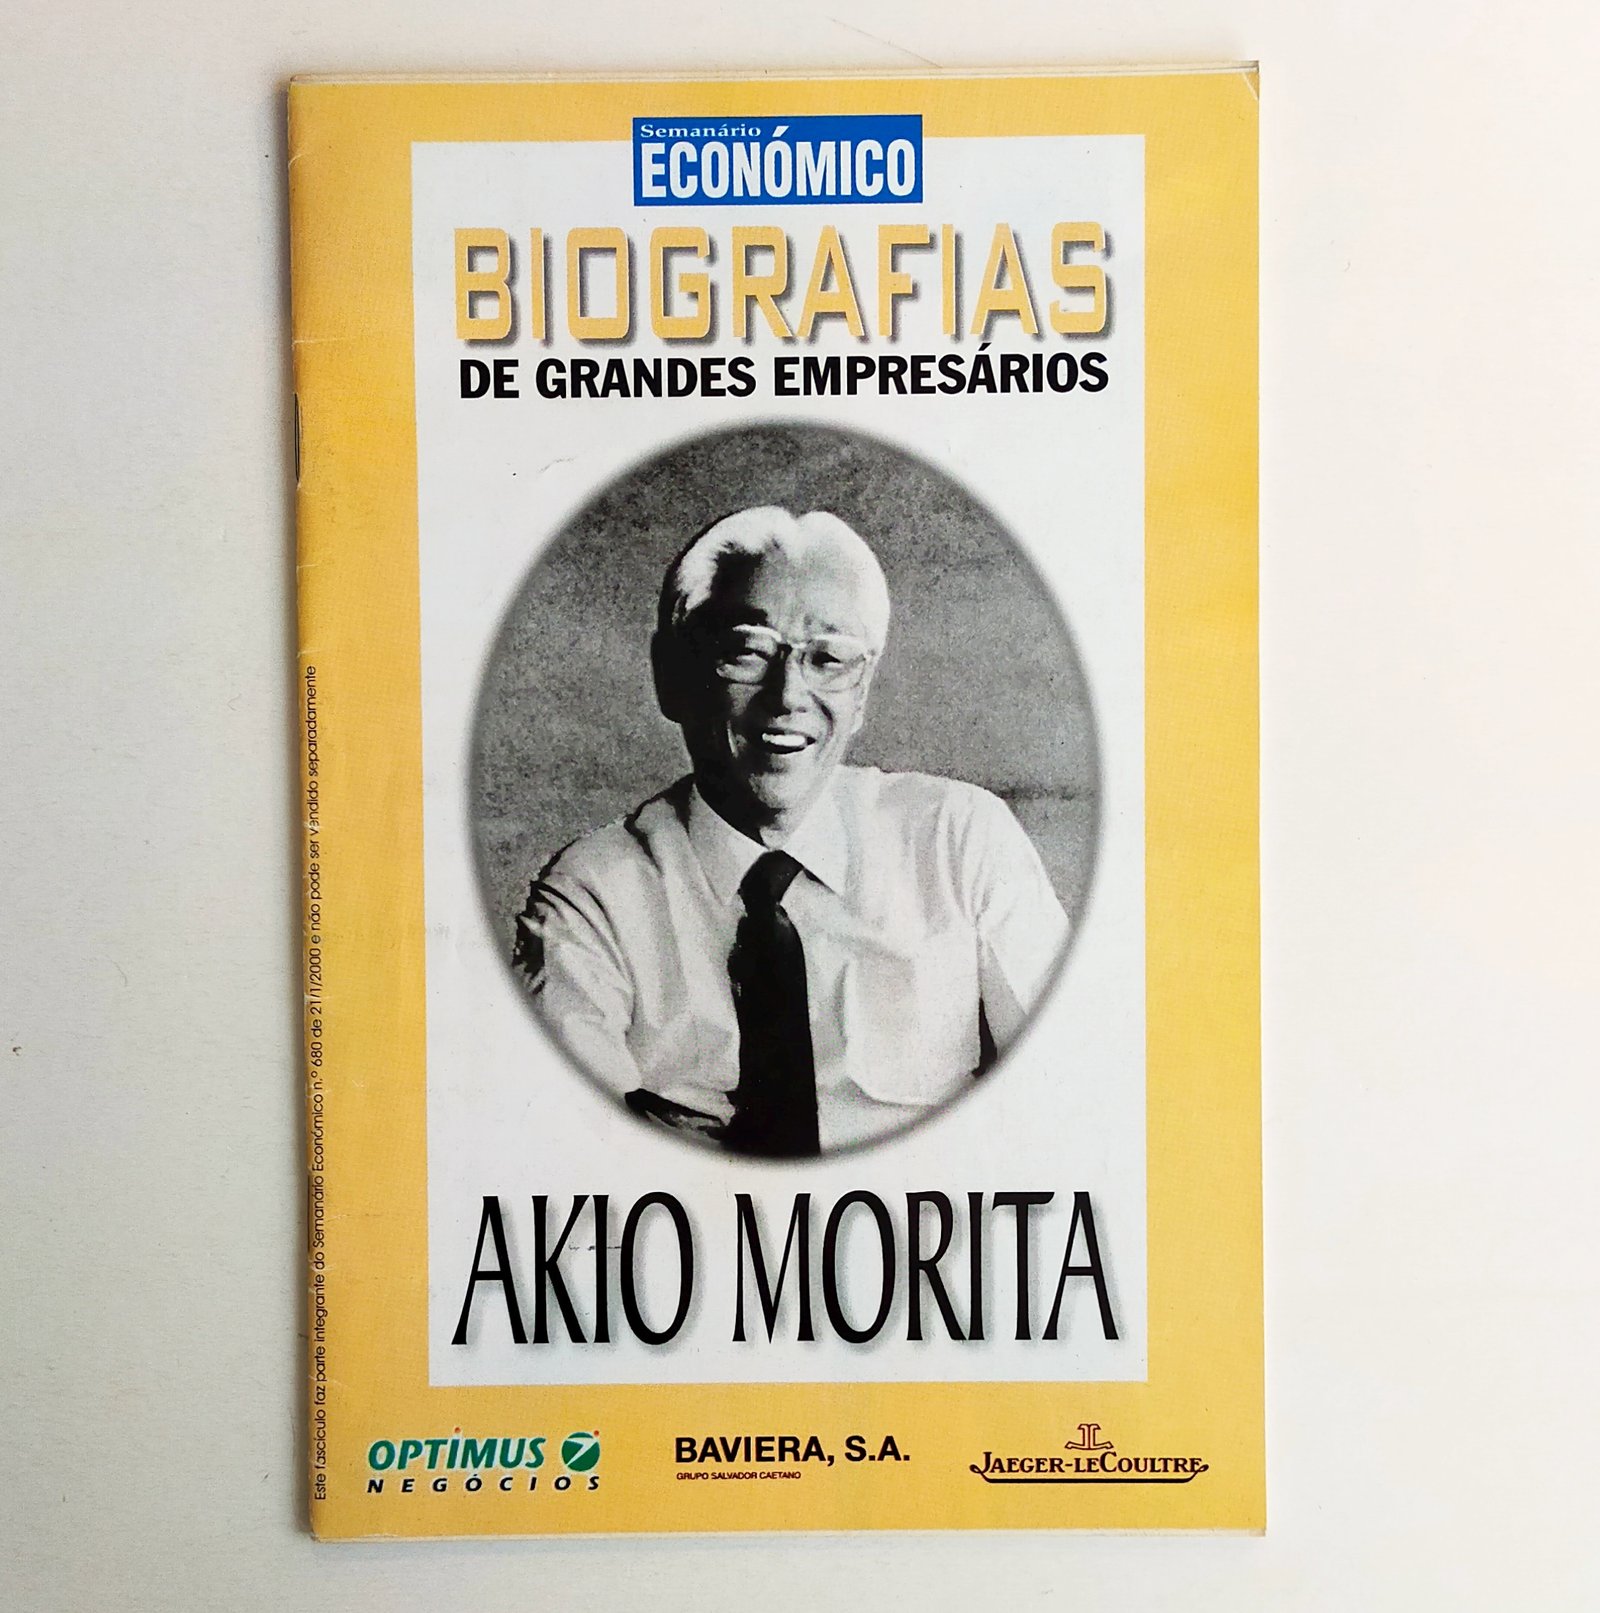 Semanário
ECONÓMICO
BIOGRAFIAS
DE GRANDES EMPRESÁRIOS
AKIO MORITA
Este fascículo faz parte integrante do Semanário Económico n.º 680 de 21/1/2000 e não pode ser vendido separadamente
OPTIMUS 7
NEGÓCIOS
BAVIERA, S.A.
GRUPO SALVADOR CAETANO
JAEGER-LECOULTRE